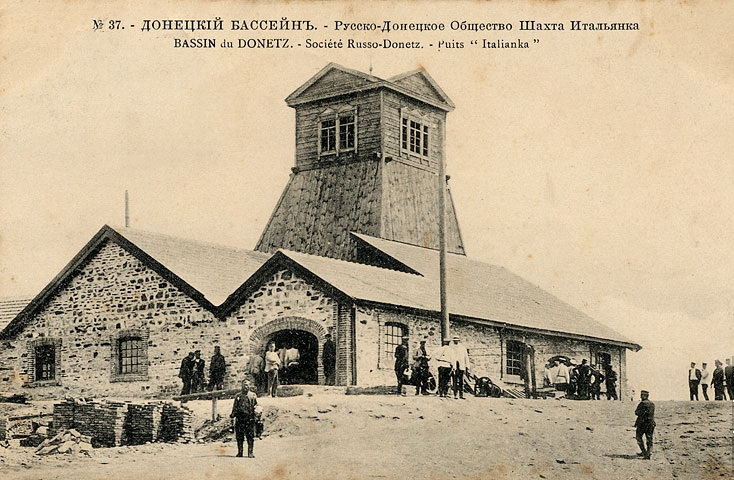 № 37. - ДОНЕЦКІЙ БАССЕЙНЪ. - Русско-Донецкое Общество Шахта Итальянка
BASSIN du DONETZ. - Société Russo-Donetz. - Puits “ Italianka ”